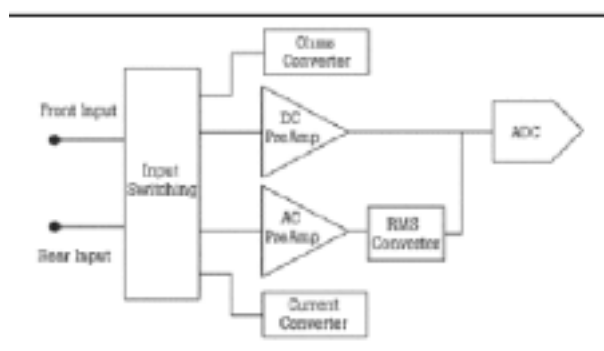 Ohms
Converter
Front Input
DC
PreAmp
ADC
Input
Switching
AC
PreAmp
RMS
Converter
Rear Input
Current
Converter